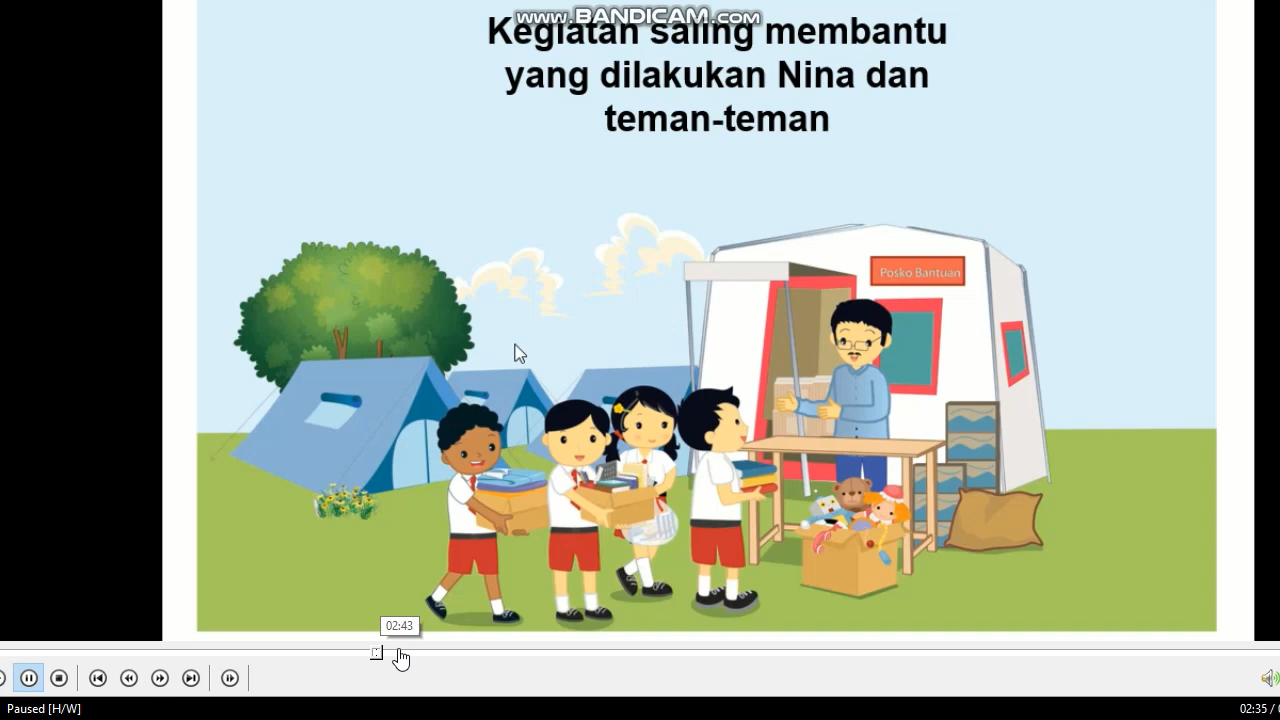 www.BANDICAM.com
Kegiatan saling membantu
yang dilakukan Nina dan
teman-teman
Posko Bantuan
02:43
Paused [H/W]
02:35 /